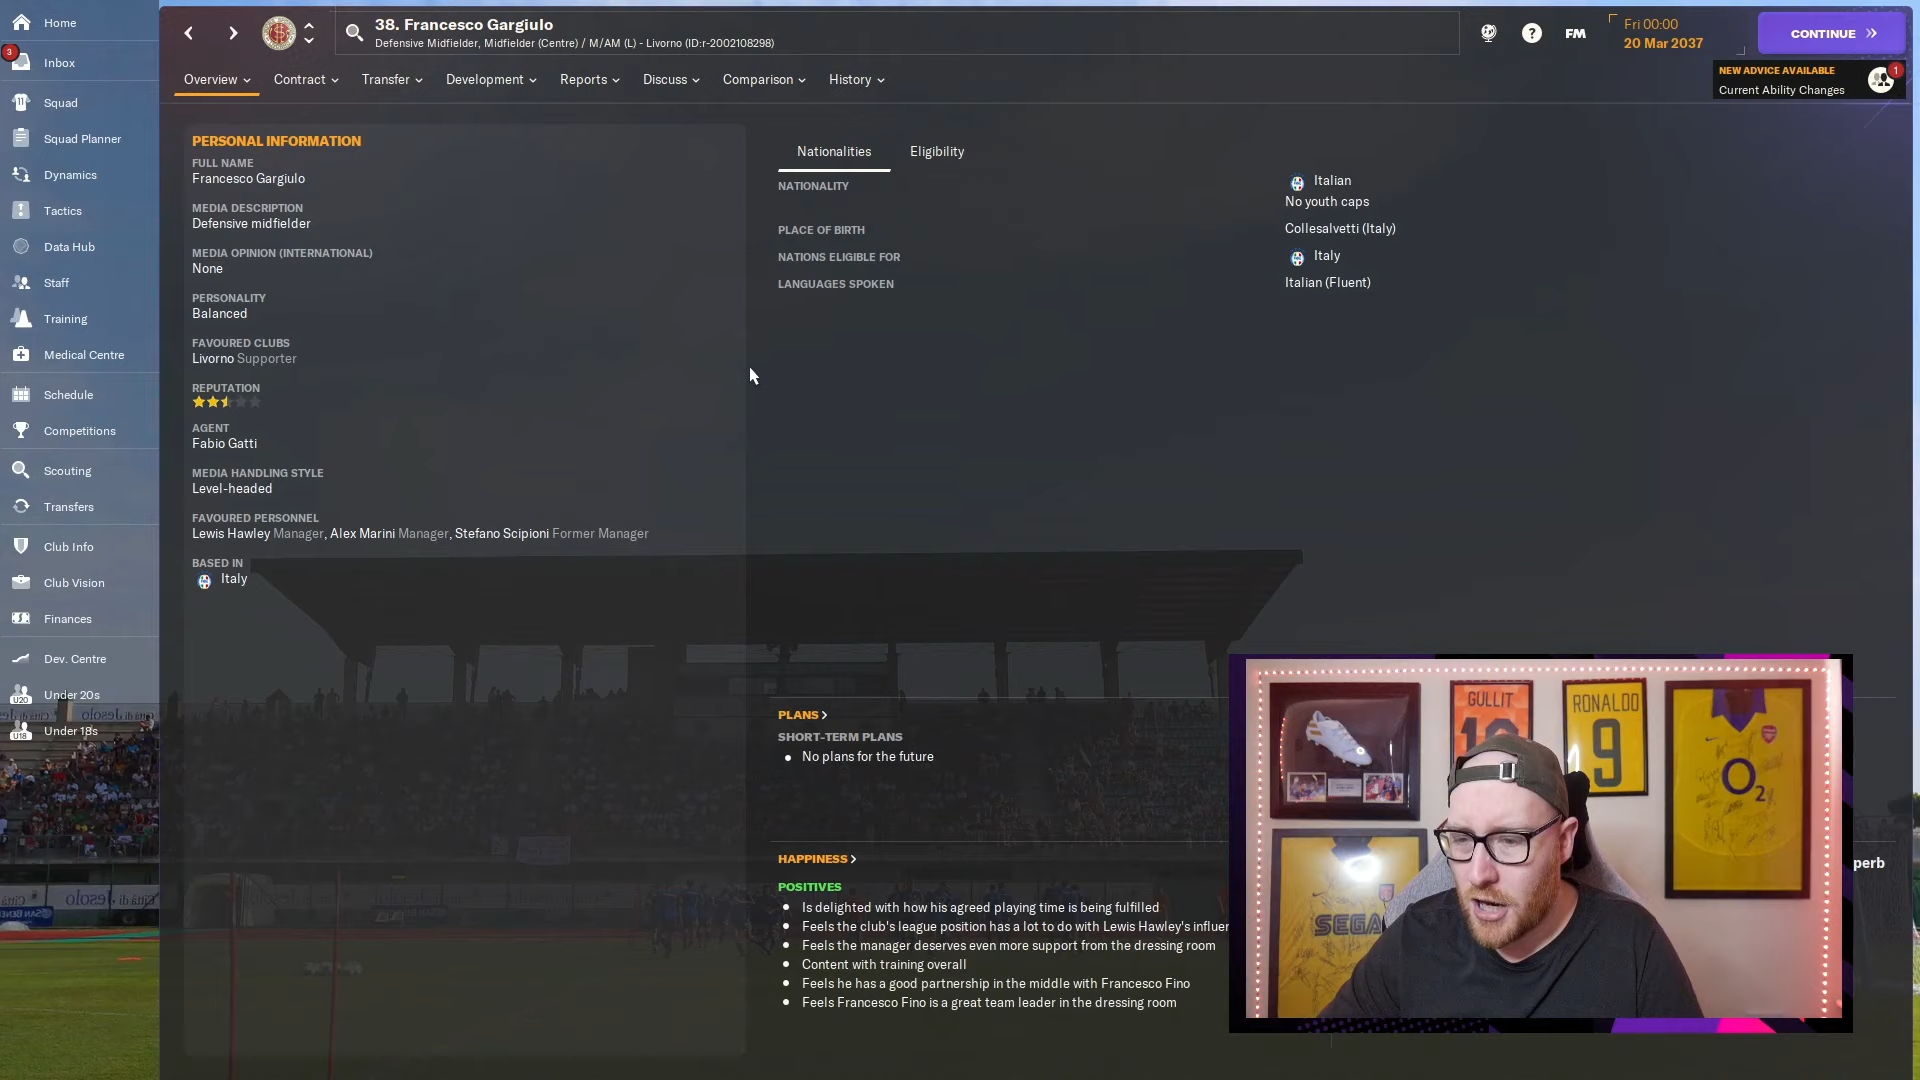 Home
3
Inbox
Squad
Squad Planner
Dynamics
Tactics
Data Hub
Staff
Training
Medical Centre
Schedule
Competitions
Scouting
Transfers
Club Info
Club Vision
Finances
Dev. Centre
U20
Under 20s
U18
Under 18s
38. Francesco Gargiulo
Defensive Midfielder, Midfielder (Centre) / M/AM (L) - Livorno (ID:r-2002108298)
FM
Fri 00:00
20 Mar 2037
CONTINUE
Overview
Contract
Transfer
Development
Reports
Discuss
Comparison
History
NEW ADVICE AVAILABLE
Current Ability Changes
1
PERSONAL INFORMATION
FULL NAME
Francesco Gargiulo
MEDIA DESCRIPTION
Defensive midfielder
MEDIA OPINION (INTERNATIONAL)
None
PERSONALITY
Balanced
FAVOURED CLUBS
Livorno Supporter
REPUTATION
AGENT
Fabio Gatti
MEDIA HANDLING STYLE
Level-headed
FAVOURED PERSONNEL
Lewis Hawley Manager, Alex Marini Manager, Stefano Scipioni Former Manager
BASED IN
Italy
Nationalities
Eligibility
NATIONALITY
Italian
No youth caps
PLACE OF BIRTH
Collesalvetti (Italy)
NATIONS ELIGIBLE FOR
Italy
LANGUAGES SPOKEN
Italian (Fluent)
PLANS
SHORT-TERM PLANS
No plans for the future
HAPPINESS
POSITIVES
Is delighted with how his agreed playing time is being fulfilled
Feels the club's league position has a lot to do with Lewis Hawley's influen
Feels the manager deserves even more support from the dressing room
Content with training overall
Feels he has a good partnership in the middle with Francesco Fino
Feels Francesco Fino is a great team leader in the dressing room
perb
GULLIT
10
RONALDO
9
O2
SEGA